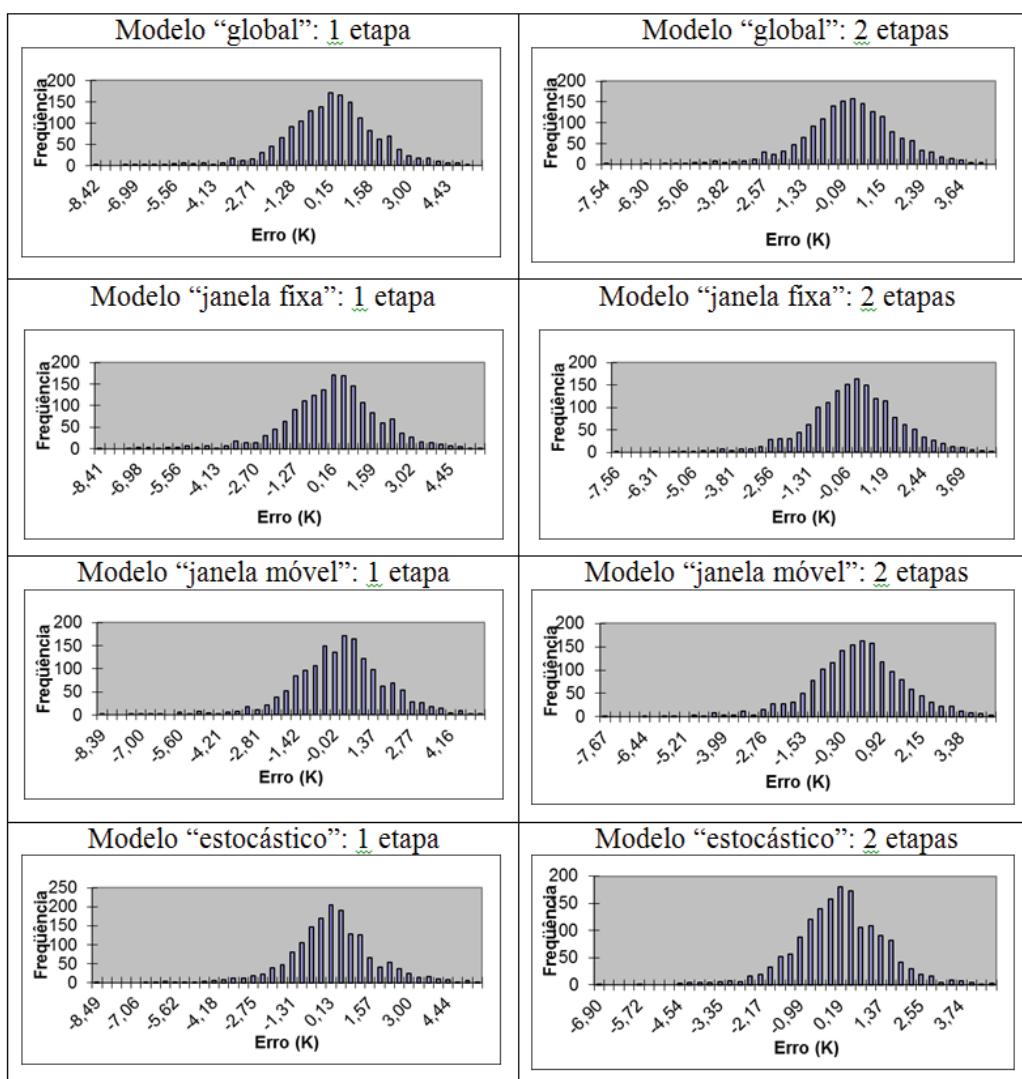 Modelo “global”: 1 etapa
Freqüência
200
150
100
50
0
-8,42 -6,99 -5,56 -4,13 -2,71 -1,28 0,15 1,58 3,00 4,43
Erro (K)
Modelo “global”: 2 etapas
Freqüência
200
150
100
50
0
-7,54 -6,30 -5,06 -3,82 -2,57 -1,33 -0,09 1,15 2,39 3,64
Erro (K)
Modelo “janela fixa”: 1 etapa
Freqüência
200
150
100
50
0
-8,41 -6,98 -5,56 -4,13 -2,70 -1,27 0,16 1,59 3,02 4,45
Erro (K)
Modelo “janela fixa”: 2 etapas
Freqüência
200
150
100
50
0
-7,56 -6,31 -5,06 -3,81 -2,56 -1,31 -0,06 1,19 2,44 3,69
Erro (K)
Modelo “janela móvel”: 1 etapa
Freqüência
200
150
100
50
0
-8,39 -7,00 -5,60 -4,21 -2,81 -1,42 -0,02 1,37 2,77 4,16
Erro (K)
Modelo “janela móvel”: 2 etapas
Freqüência
200
150
100
50
0
-7,67 -6,44 -5,21 -3,99 -2,76 -1,53 -0,30 0,92 2,15 3,38
Erro (K)
Modelo “estocástico”: 1 etapa
Freqüência
250
200
150
100
50
0
-8,49 -7,06 -5,62 -4,18 -2,75 -1,31 0,13 1,57 3,00 4,44
Erro (K)
Modelo “estocástico”: 2 etapas
Freqüência
200
150
100
50
0
-6,90 -5,72 -4,54 -3,35 -2,17 -0,99 0,19 1,37 2,55 3,74
Erro (K)